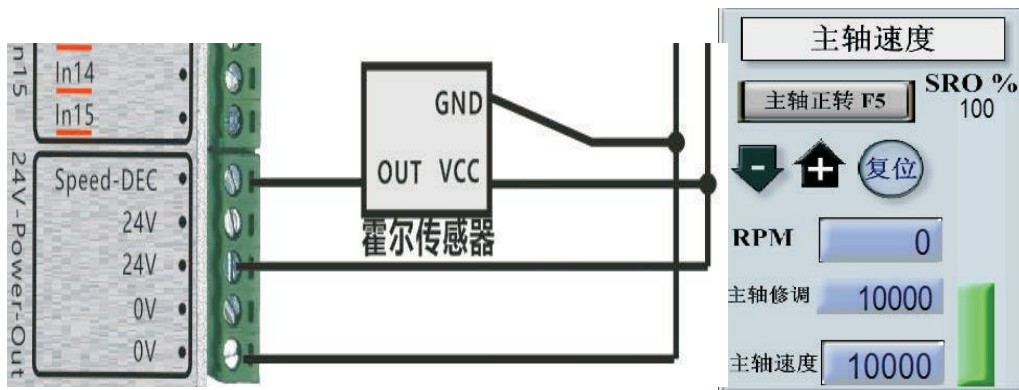 n15
In14
In15
24V-Power-Out
Speed-DEC
24V
24V
0V
0V
GND
OUT VCC
霍尔传感器
主轴速度
主轴正转 F5
SRO %
100
- + 复位
RPM 0
主轴修调 10000
主轴速度 10000